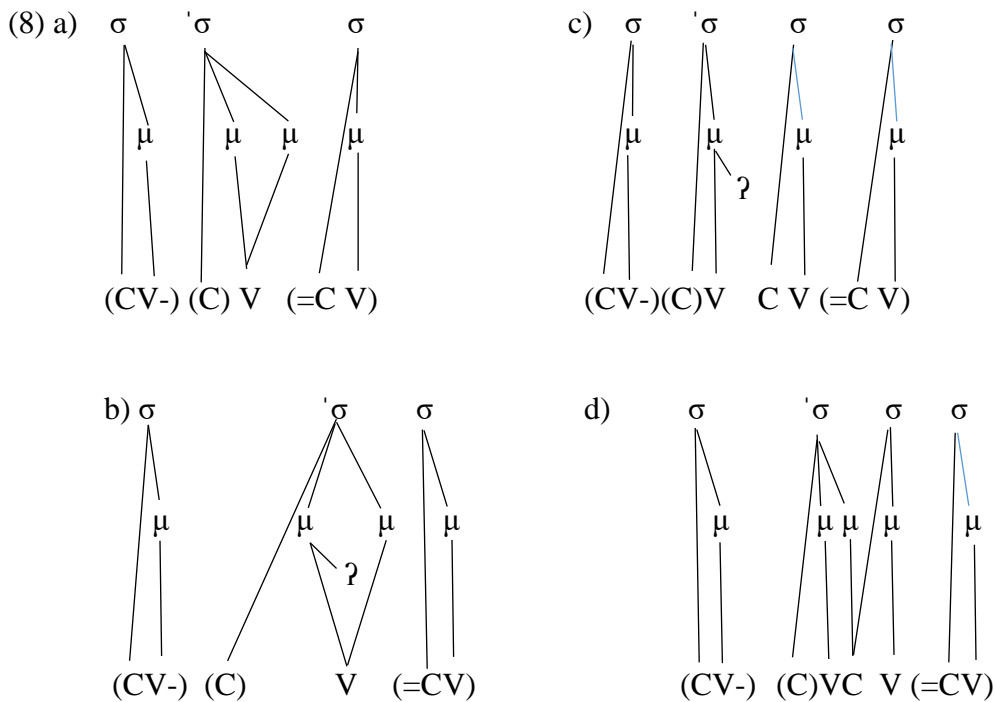 (8) a) σ ˈσ σ
μ μ μ μ
(CV-) (C) V (=C V)
c) σ ˈσ σ σ
μ μ μ μ
ʔ
(CV-)(C)V C V (=C V)
b) σ ˈσ σ
μ μ μ μ
ʔ
(CV-) (C) V (=CV)
d) σ ˈσ σ σ
μ μ μ μ μ
(CV-) (C)VC V (=CV)